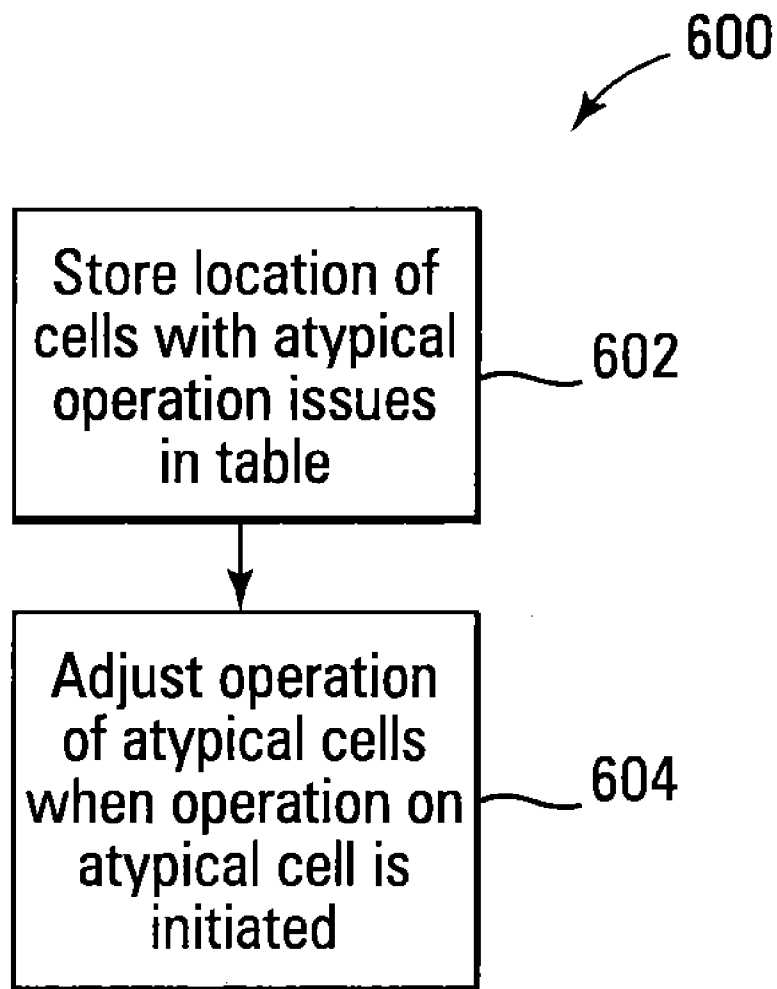 600
Store location of
cells with atypical
operation issues
in table
602
Adjust operation
of atypical cells
when operation on
atypical cell is
initiated
604